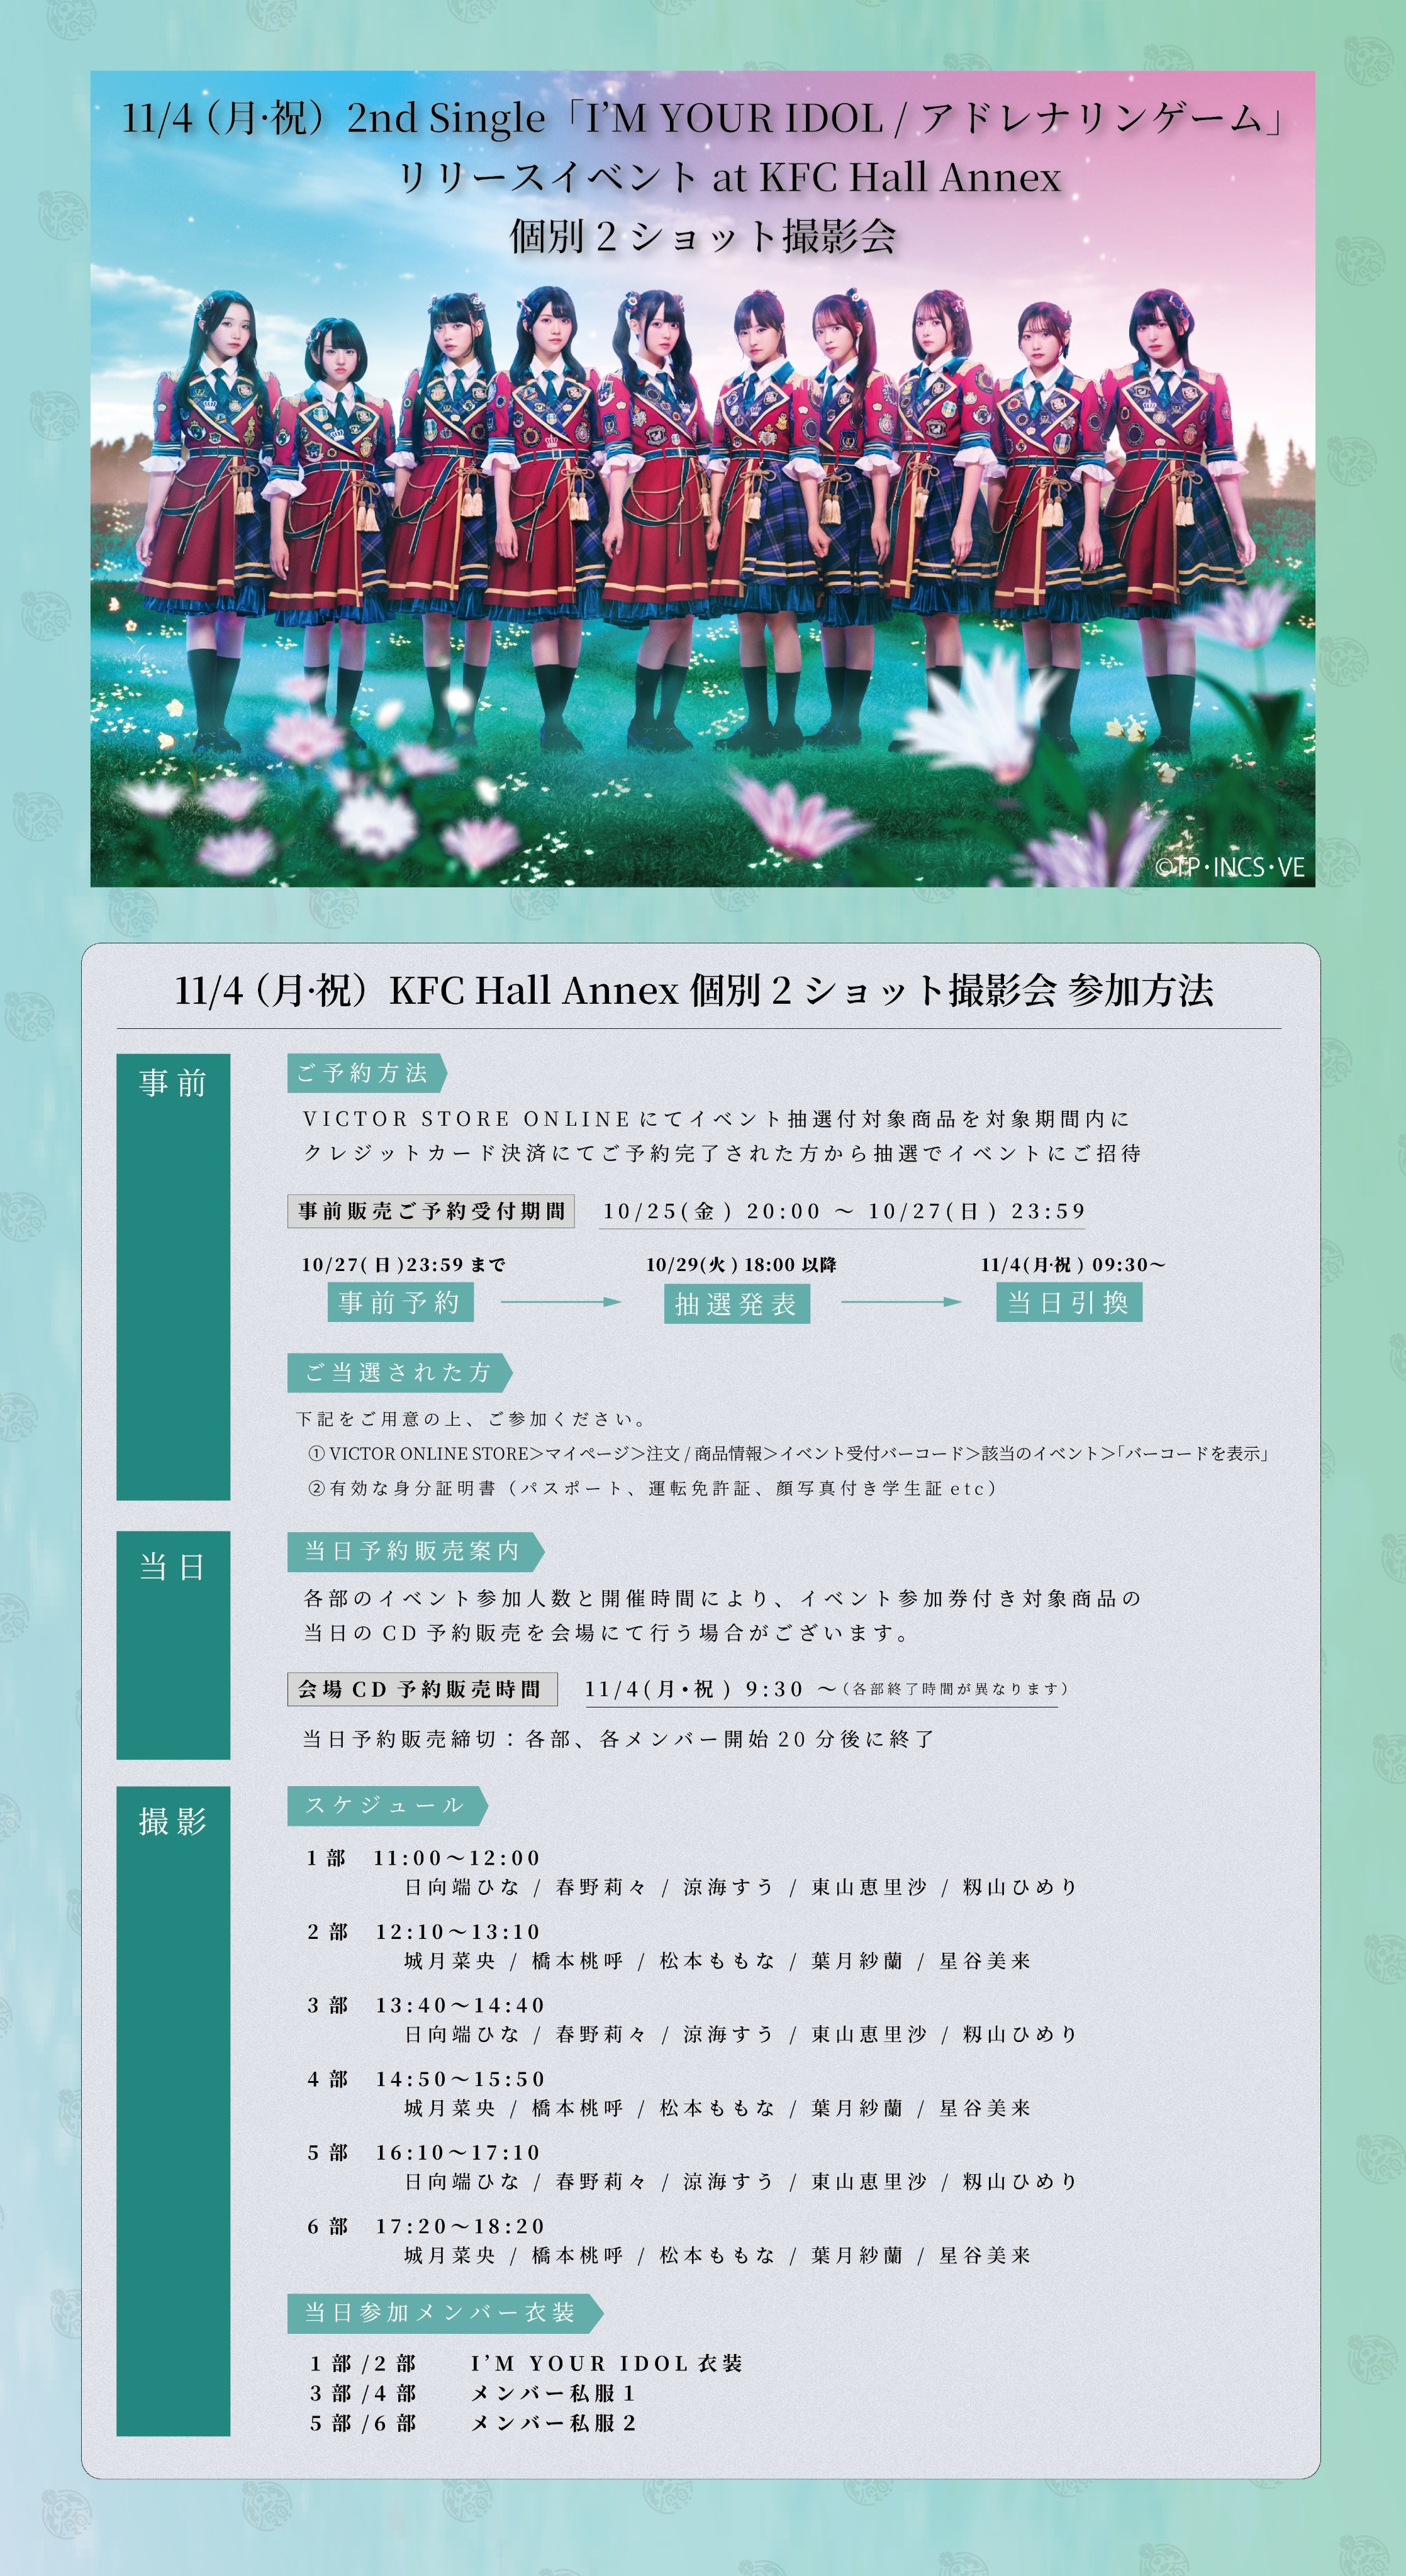 11/4（月·祝）2nd Single「I’M YOUR IDOL / アドレナリンゲーム」
リリースイベント at KFC Hall Annex
個別 2 ショット撮影会
©TP・INCS・VE
11/4（月·祝）KFC Hall Annex 個別 2 ショット撮影会 参加方法
事前
ご予約方法
VICTOR STORE ONLINE にてイベント抽選付対象商品を対象期間内に
クレジットカード決済にてご予約完了された方から抽選でイベントにご招待
事前販売ご予約受付期間 10/25(金 ) 20:00 ～ 10/27(日 ) 23:59
10/27( 日 )23:59 まで 10/29(火 ) 18:00 以降 11/4(月·祝 ) 09:30～
事前予約 抽選発表 当日引換
ご当選された方
下記をご用意の上、ご参加ください。
① VICTOR ONLINE STORE＞マイページ＞注文 / 商品情報＞イベント受付バーコード＞該当のイベント＞「バーコードを表示」
②有効な身分証明書（パスポート、運転免許証、顔写真付き学生証 etc）
当日
当日予約販売案内
各部のイベント参加人数と開催時間により、イベント参加券付き対象商品の
当日の CD 予約販売を会場にて行う場合がございます。
会場 CD 予約販売時間 11/4(月・祝 ) 9:30 ～（各部終了時間が異なります）
当日予約販売締切：各部、各メンバー開始 20 分後に終了
撮影
スケジュール
1 部 11:00～12:00
日向端ひな / 春野莉々 / 涼海すう / 東山恵里沙 / 籾山ひめり
2 部 12:10～13:10
城月菜央 / 橋本桃呼 / 松本ももな / 葉月紗蘭 / 星谷美来
3 部 13:40～14:40
日向端ひな / 春野莉々 / 涼海すう / 東山恵里沙 / 籾山ひめり
4 部 14:50～15:50
城月菜央 / 橋本桃呼 / 松本ももな / 葉月紗蘭 / 星谷美来
5 部 16:10～17:10
日向端ひな / 春野莉々 / 涼海すう / 東山恵里沙 / 籾山ひめり
6 部 17:20～18:20
城月菜央 / 橋本桃呼 / 松本ももな / 葉月紗蘭 / 星谷美来
当日参加メンバー衣装
1 部 /2 部 I’M YOUR IDOL 衣装
3 部 /4 部 メンバー私服 1
5 部 /6 部 メンバー私服 2